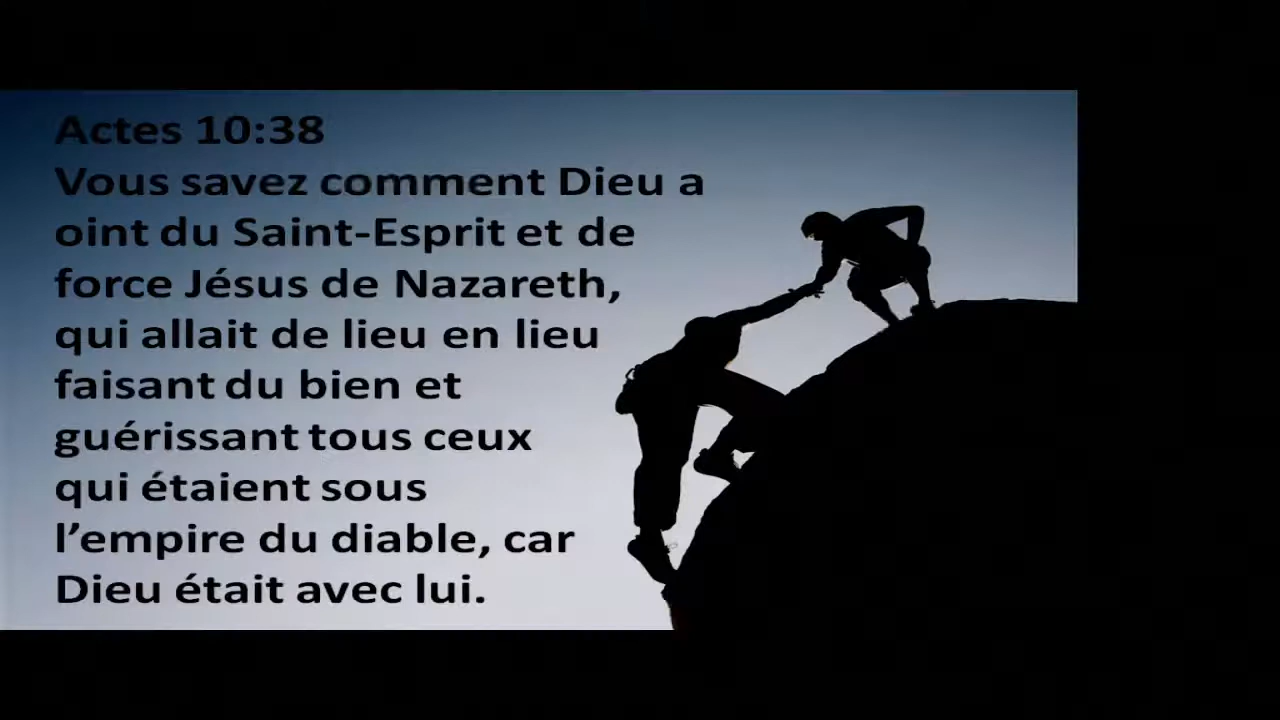 Actes 10:38
Vous savez comment Dieu a
oint du Saint-Esprit et de
force Jésus de Nazareth,
qui allait de lieu en lieu
faisant du bien et
guérissant tous ceux
qui étaient sous
l’empire du diable, car
Dieu était avec lui.